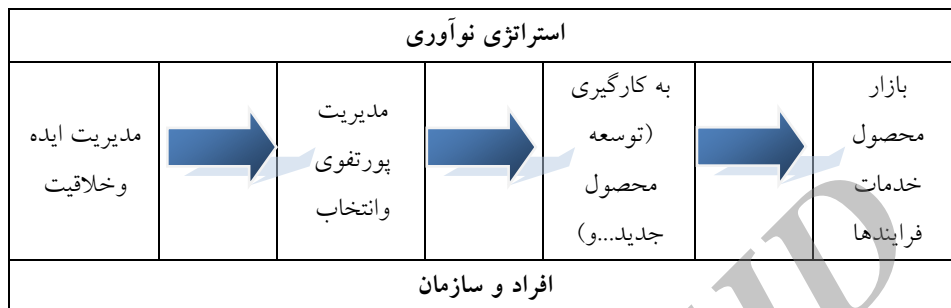 استراتژی نوآوری
مدیریت ایده
وخلاقیت
مدیریت
پورتفوی
وانتخاب
به کارگیری
(توسعه
محصول
جدید...و)
بازار
محصول
خدمات
فرایندها
افراد و سازمان